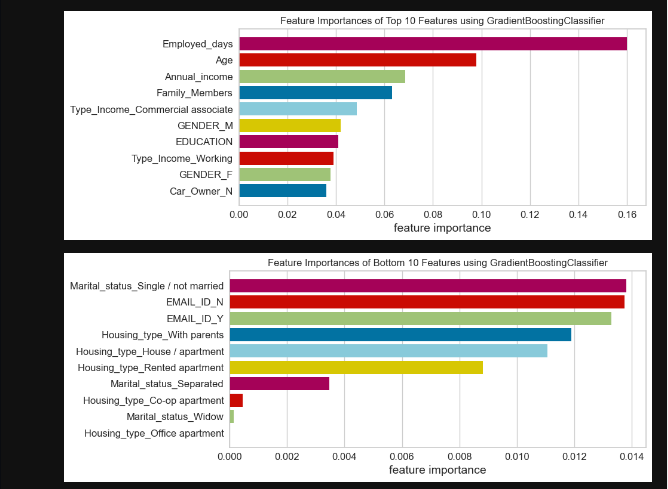 Feature Importances of Top 10 Features using GradientBoostingClassifier
Employed_days
Age
Annual_income
Family_Members
Type_Income_Commercial associate
GENDER_M
EDUCATION
Type_Income_Working
GENDER_F
Car_Owner_N
0.00 0.02 0.04 0.06 0.08 0.10 0.12 0.14 0.16
feature importance
Feature Importances of Bottom 10 Features using GradientBoostingClassifier
Marital_status_Single / not married
EMAIL_ID_N
EMAIL_ID_Y
Housing_type_With parents
Housing_type_House / apartment
Housing_type_Rented apartment
Marital_status_Separated
Housing_type_Co-op apartment
Marital_status_Widow
Housing_type_Office apartment
0.000 0.002 0.004 0.006 0.008 0.010 0.012 0.014
feature importance